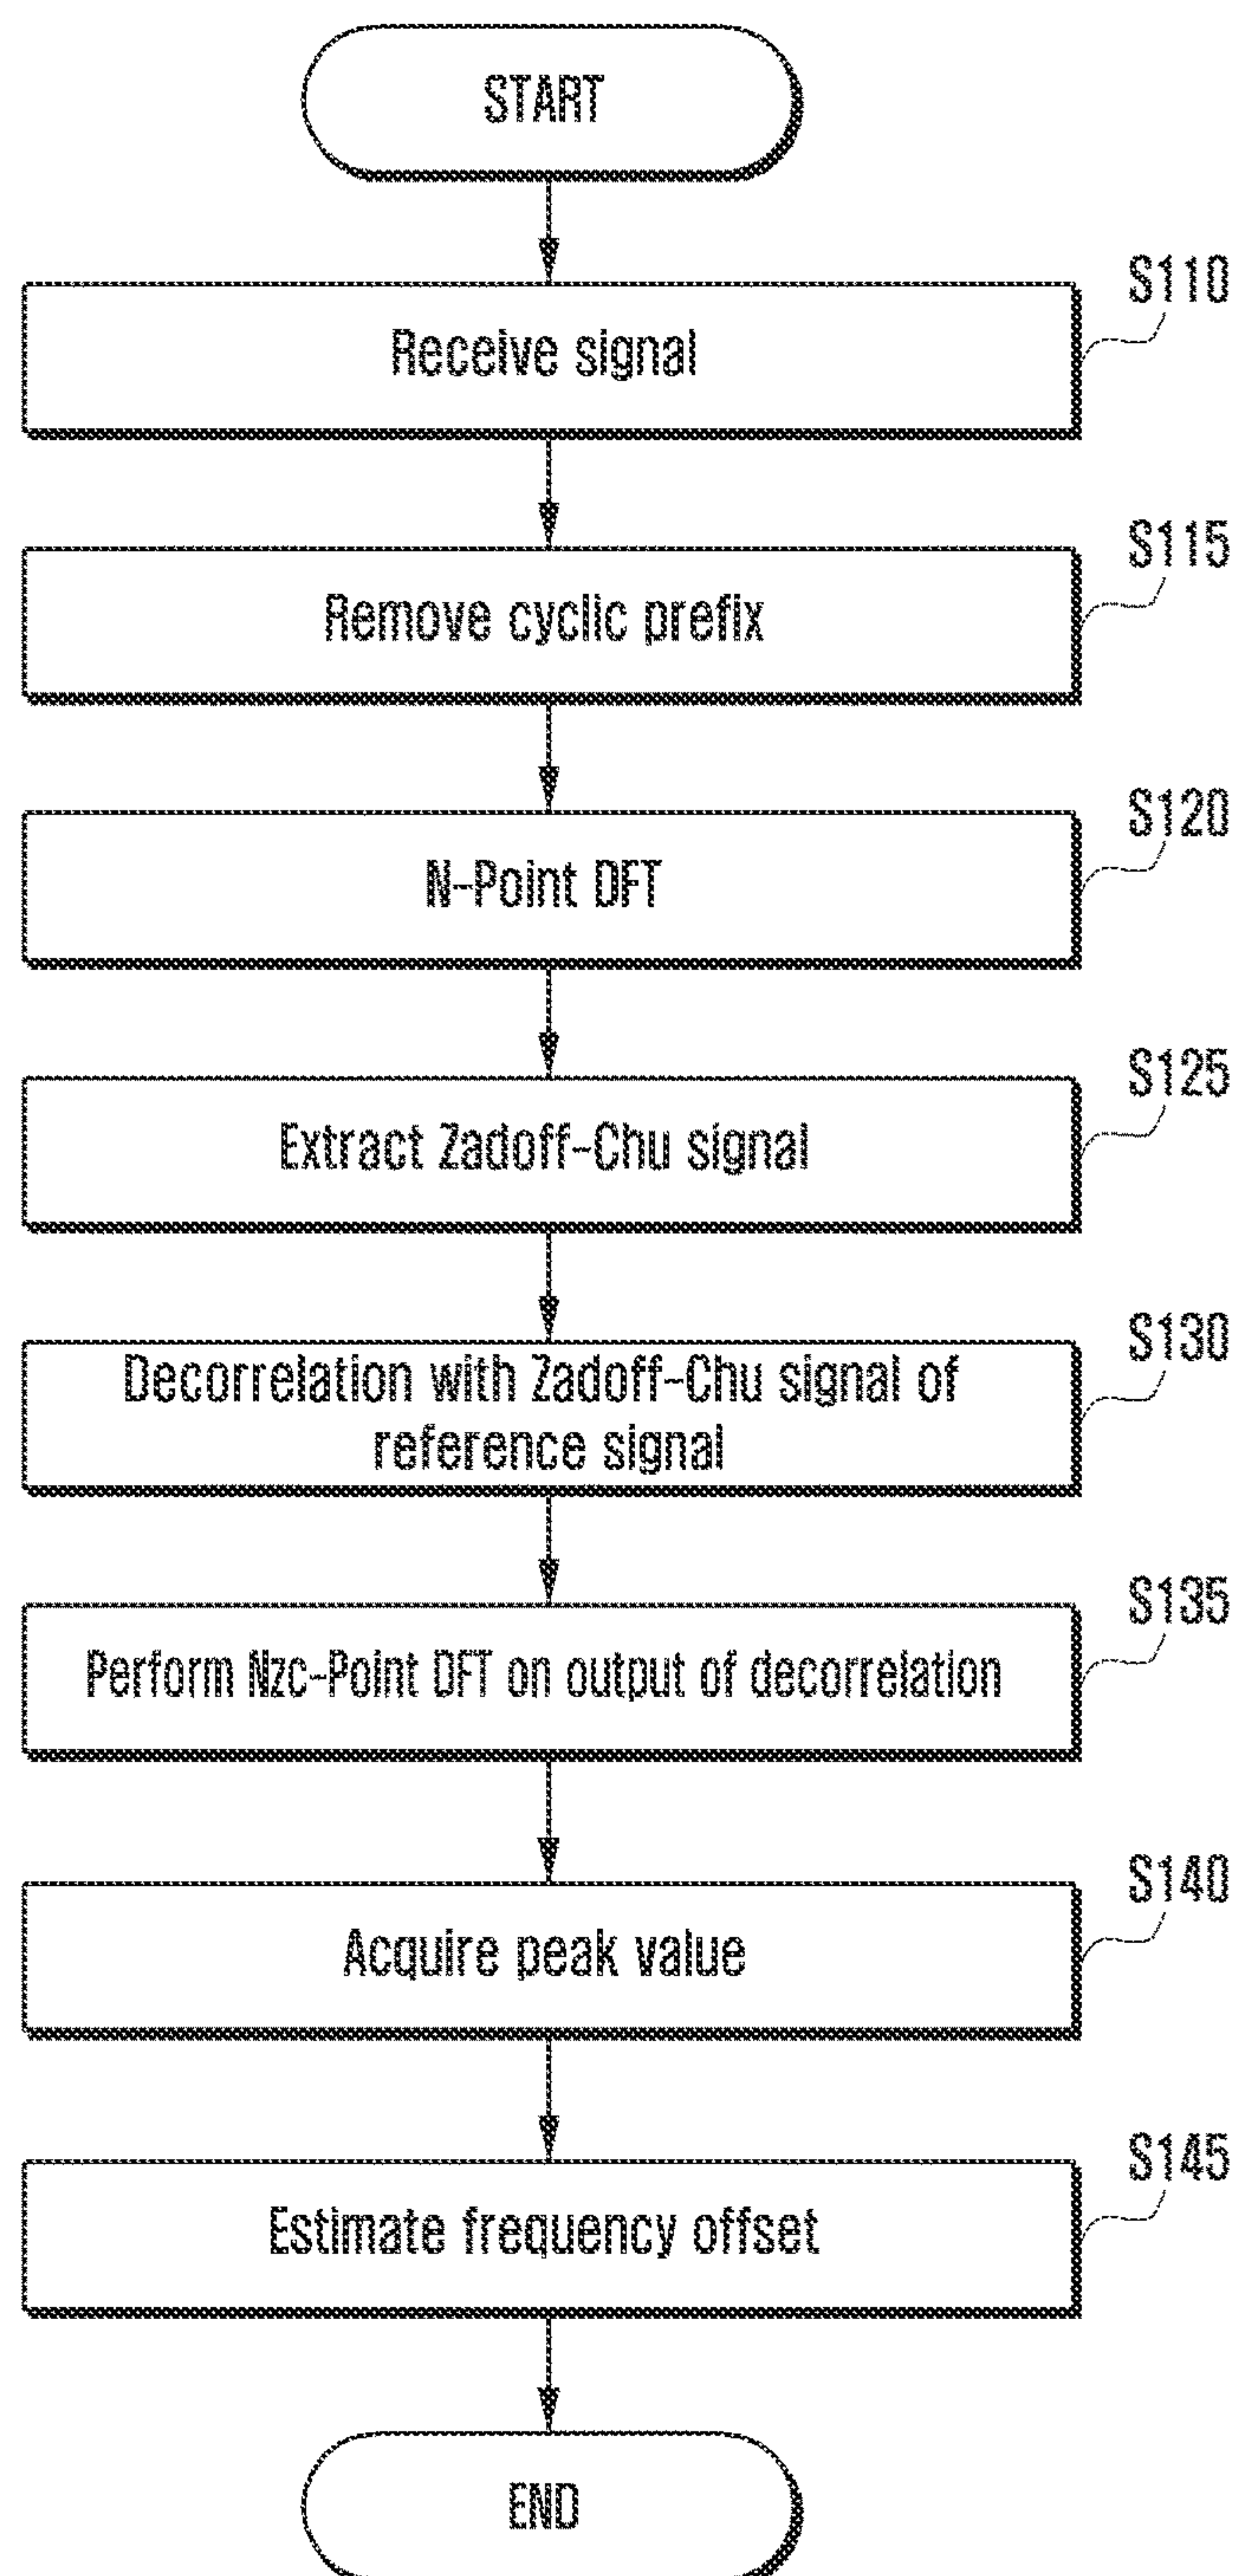 START
S110
Receive signal
S115
Remove cyclic prefix
S120
N-Point DFT
S125
Extract Zadoff-Chu signal
S130
Decorrelation with Zadoff-Chu signal of
reference signal
S135
Perform Nzc-Point DFT on output of decorrelation
S140
Acquire peak value
S145
Estimate frequency offset
END